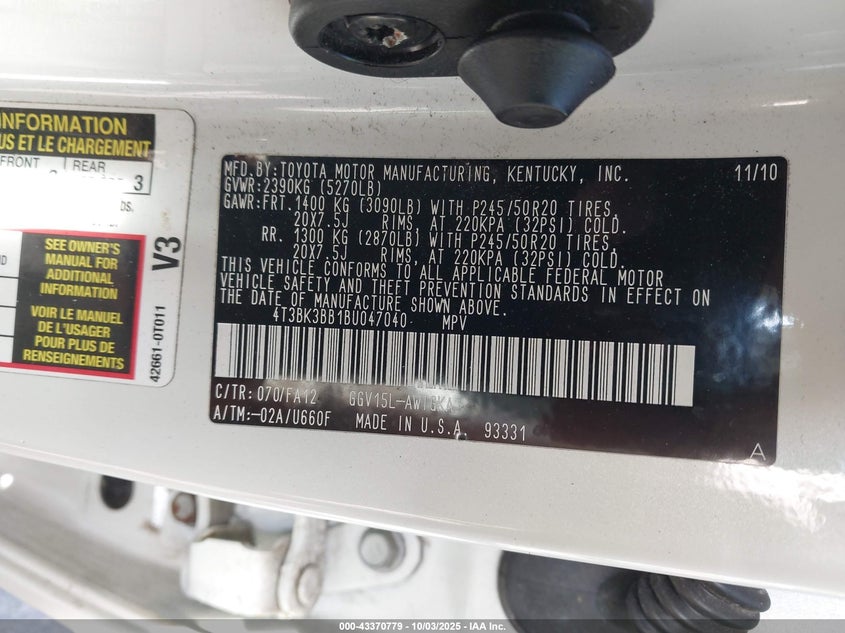 INFORMATION
US ET LE CHARGEMENT
FRONT
REAR
3
lbs.
SEE OWNER'S
MANUAL FOR
ADDITIONAL
INFORMATION
VOIR LE MANUEL
DE L'USAGER
POUR PLUS DE
RENSEIGNEMENTS
V3
42661-0T011
MFD.BY:TOYOTA MOTOR MANUFACTURING, KENTUCKY, INC. 11/10
GVWR:2390KG (5270LB)
GAWR:FRT.1400 KG (3090LB) WITH P245/50R20 TIRES,
20X7.5J RIMS, AT 220KPA (32PSI) COLD.
RR. 1300 KG (2870LB) WITH P245/50R20 TIRES,
20X7.5J RIMS, AT 220KPA (32PSI) COLD.
THIS VEHICLE CONFORMS TO ALL APPLICABLE FEDERAL MOTOR
VEHICLE SAFETY AND THEFT PREVENTION STANDARDS IN EFFECT ON
THE DATE OF MANUFACTURE SHOWN ABOVE.
4T3BK3BB1BU047040 MPV
C/TR:070/FA12 GGV15L-AWTGKA
A/TM:-02A/U660F MADE IN U.S.A. 93331
A
000-43370779 - 10/03/2025 - IAA Inc.